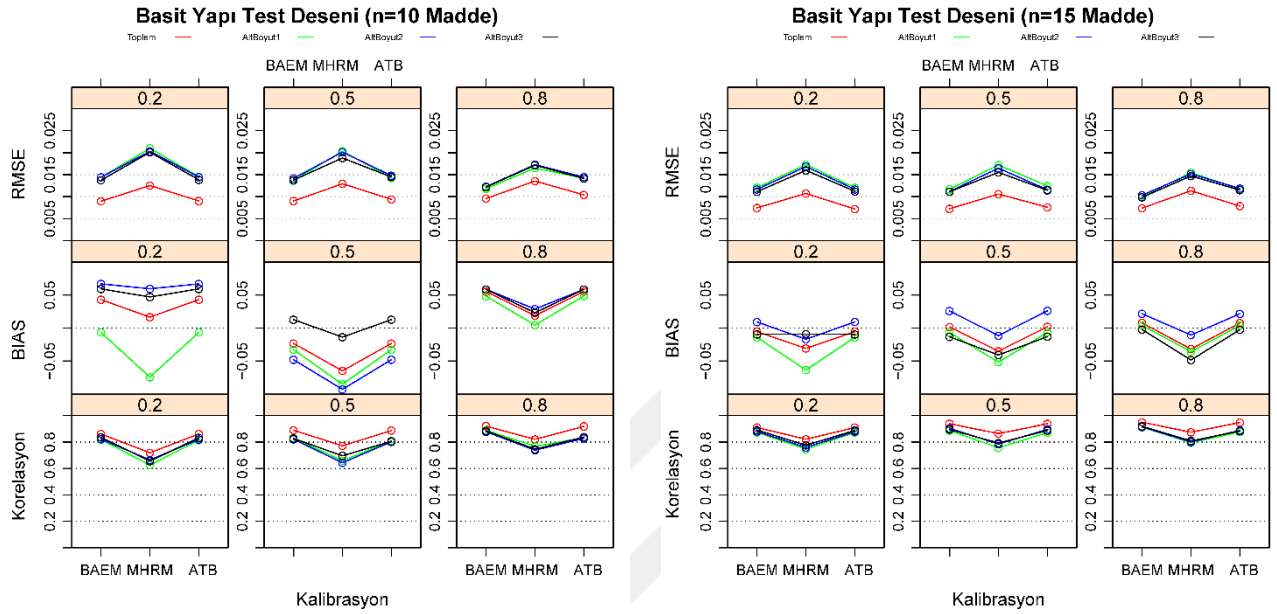 Basit Yapı Test Deseni (n=10 Madde)
Toplam AltBoyut1 AltBoyut2 AltBoyut3
BAEM MHRM ATB
0.2 0.5 0.8
RMSE
0.005 0.015 0.015 0.025
0.2 0.5 0.8
BIAS
−0.05 0.05
0.2 0.5 0.8
Korelasyon
0.2 0.4 0.6 0.8
BAEM MHRM ATB BAEM MHRM ATB
Kalibrasyon
Basit Yapı Test Deseni (n=15 Madde)
Toplam AltBoyut1 AltBoyut2 AltBoyut3
BAEM MHRM ATB
0.2 0.5 0.8
RMSE
0.005 0.015 0.015 0.025
0.2 0.5 0.8
BIAS
−0.05 0.05
0.2 0.5 0.8
Korelasyon
0.2 0.4 0.6 0.8
BAEM MHRM ATB BAEM MHRM ATB
Kalibrasyon